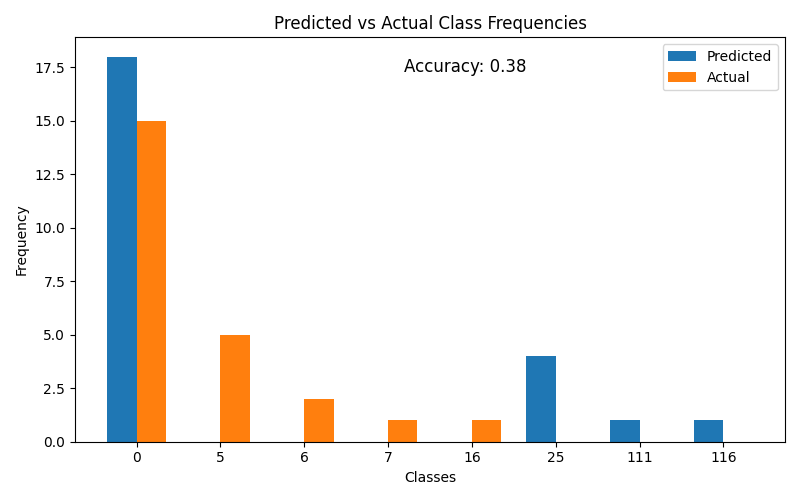 Predicted vs Actual Class Frequencies
Accuracy: 0.38
Predicted
Actual
Frequency
17.5
15.0
12.5
10.0
7.5
5.0
2.5
0.0
0 5 6 7 16 25 111 116
Classes